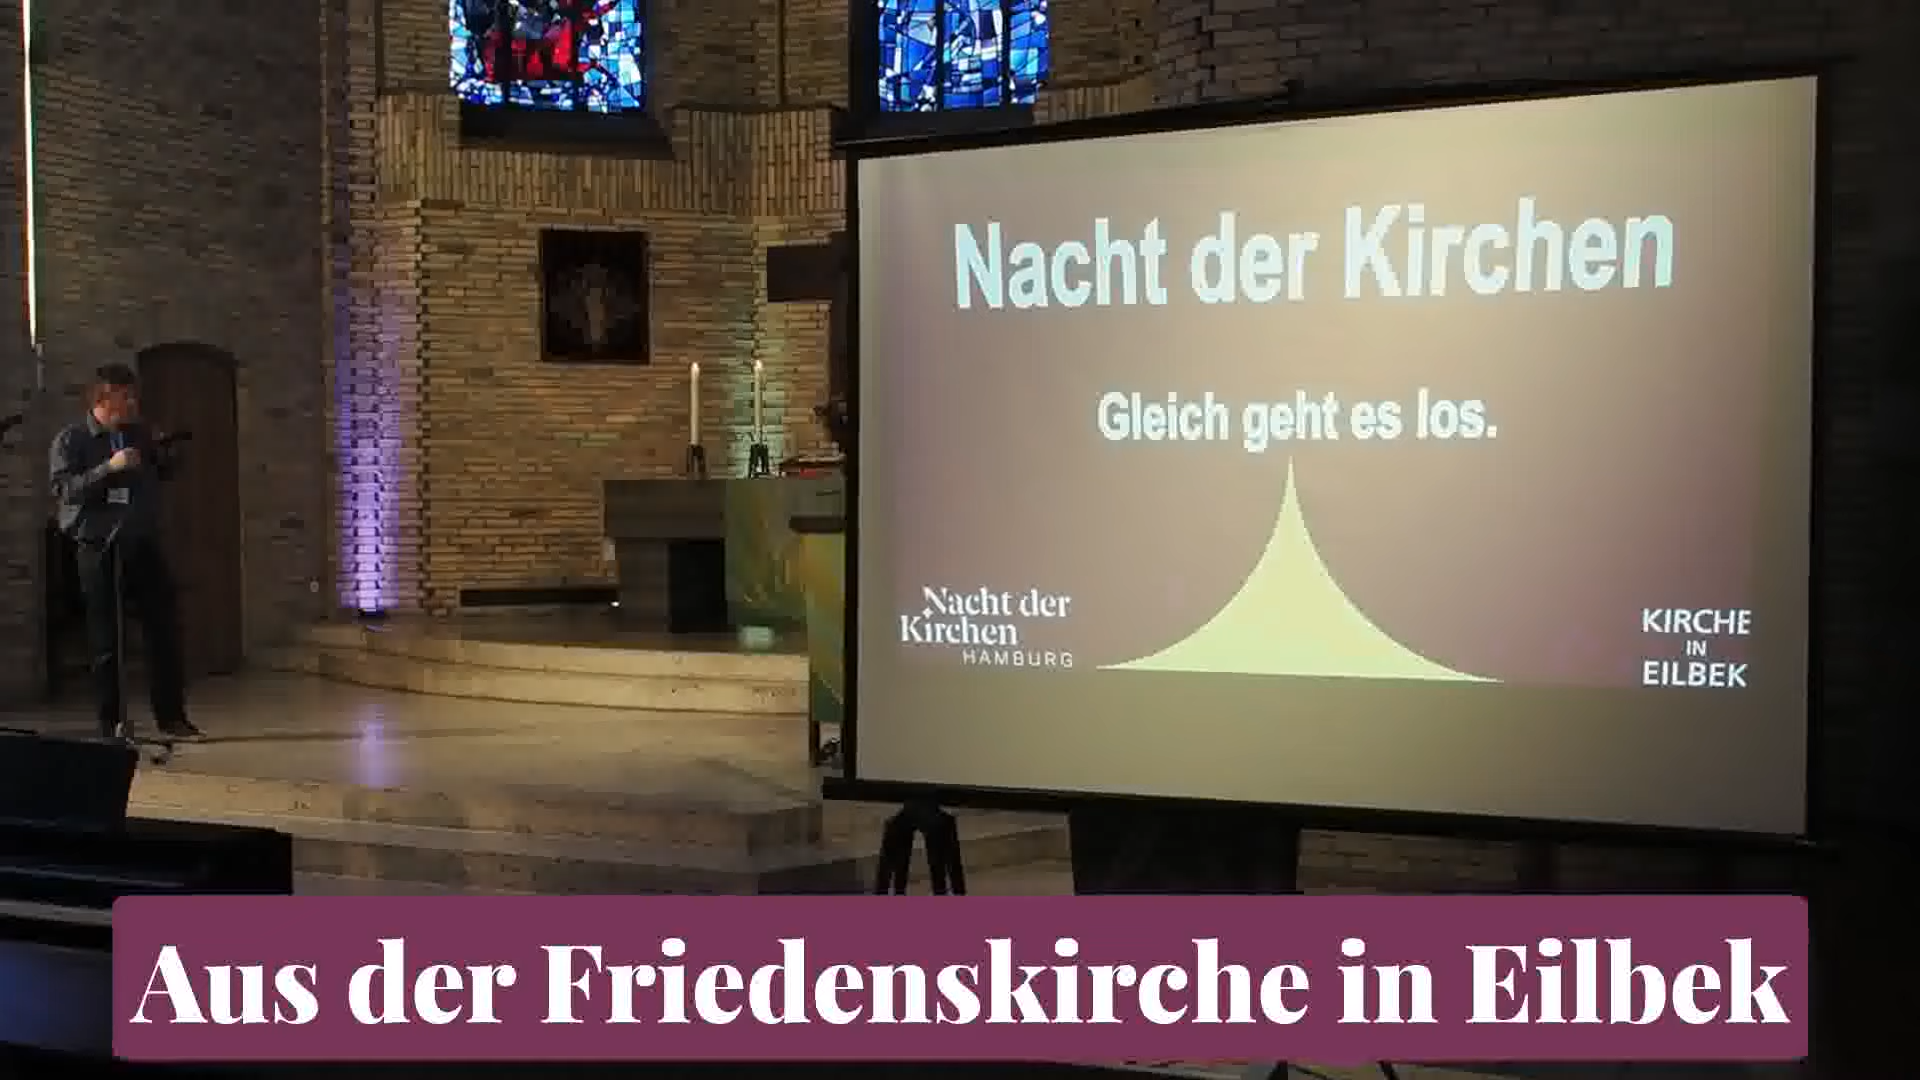 Nacht der Kirchen
Gleich geht es los.
Nacht der
Kirchen
HAMBURG
KIRCHE
IN
EILBEK
Aus der Friedenskirche in Eilbek